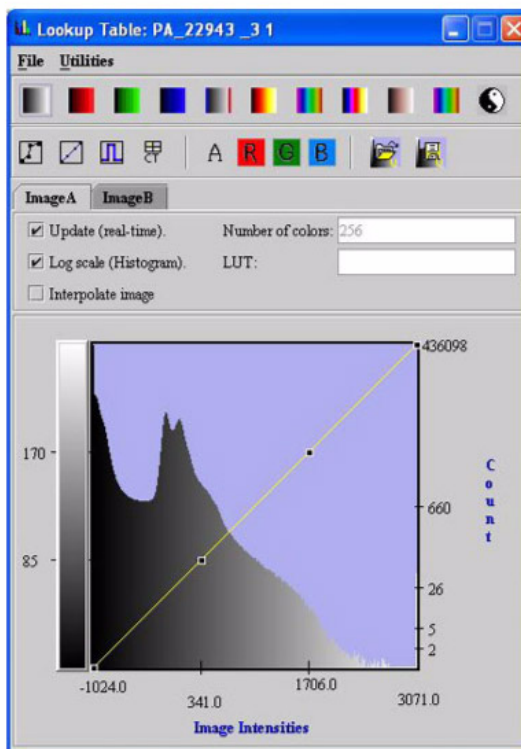 Lookup Table: PA_22943 _3 1
File Utilities
CT
A R G B
ImageA ImageB
Update (real-time). Number of colors: 256
Log scale (Histogram). LUT:
Interpolate image
436098
170
660
85
26
5
2
Count
-1024.0 341.0 1706.0 3071.0
Image Intensities